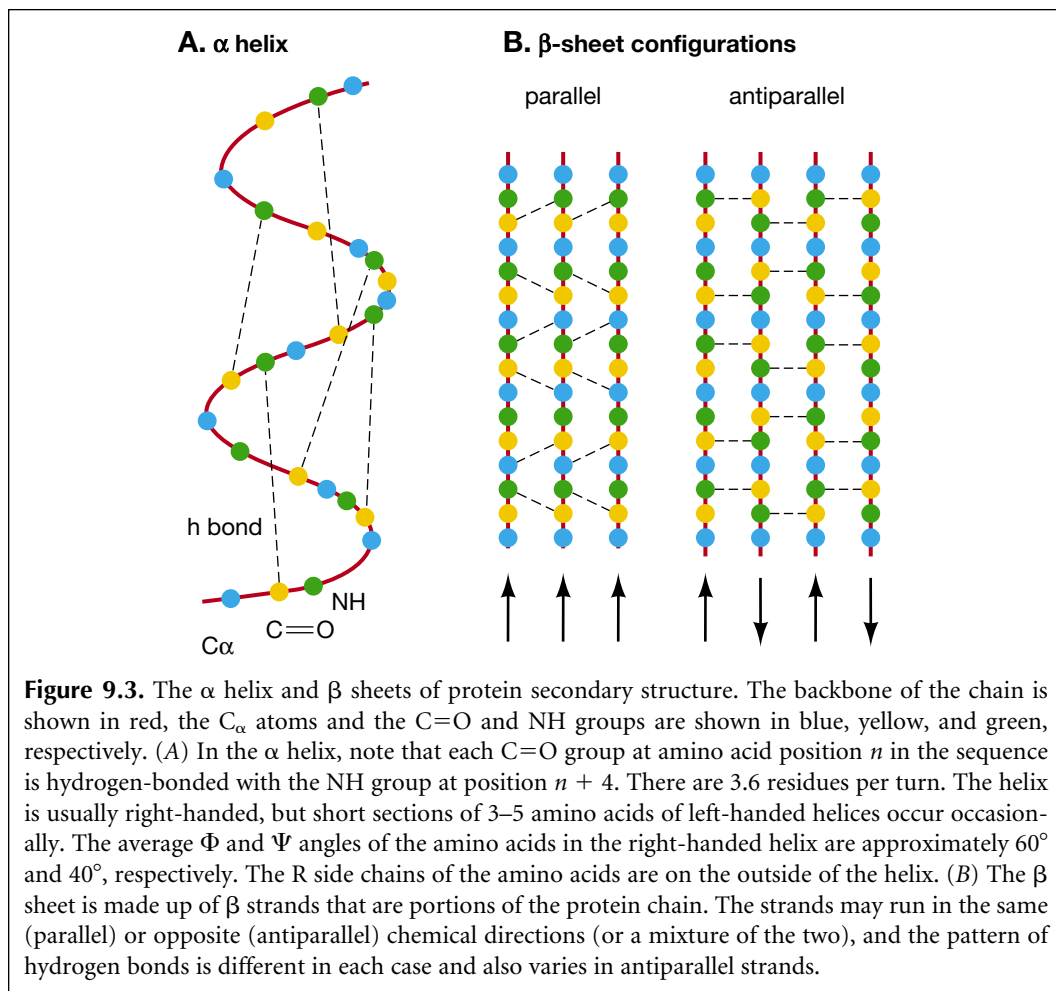 A. α helix
B. β-sheet configurations
parallel
antiparallel
h bond
NH
C=O
Cα
Figure 9.3. The α helix and β sheets of protein secondary structure. The backbone of the chain is
shown in red, the Cα atoms and the C=O and NH groups are shown in blue, yellow, and green,
respectively. (A) In the α helix, note that each C=O group at amino acid position n in the sequence
is hydrogen-bonded with the NH group at position n + 4. There are 3.6 residues per turn. The helix
is usually right-handed, but short sections of 3–5 amino acids of left-handed helices occur occasion-
ally. The average Φ and Ψ angles of the amino acids in the right-handed helix are approximately 60°
and 40°, respectively. The R side chains of the amino acids are on the outside of the helix. (B) The β
sheet is made up of β strands that are portions of the protein chain. The strands may run in the same
(parallel) or opposite (antiparallel) chemical directions (or a mixture of the two), and the pattern of
hydrogen bonds is different in each case and also varies in antiparallel strands.